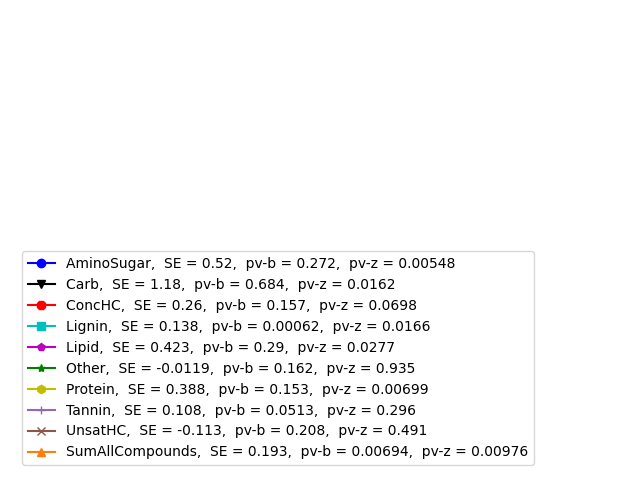 AminoSugar,  SE = 0.52,  pv-b = 0.272,  pv-z = 0.00548
Carb,  SE = 1.18,  pv-b = 0.684,  pv-z = 0.0162
ConcHC,  SE = 0.26,  pv-b = 0.157,  pv-z = 0.0698
Lignin,  SE = 0.138,  pv-b = 0.00062,  pv-z = 0.0166
Lipid,  SE = 0.423,  pv-b = 0.29,  pv-z = 0.0277
Other,  SE = -0.0119,  pv-b = 0.162,  pv-z = 0.935
Protein,  SE = 0.388,  pv-b = 0.153,  pv-z = 0.00699
Tannin,  SE = 0.108,  pv-b = 0.0513,  pv-z = 0.296
UnsatHC,  SE = -0.113,  pv-b = 0.208,  pv-z = 0.491
SumAllCompounds,  SE = 0.193,  pv-b = 0.00694,  pv-z = 0.00976